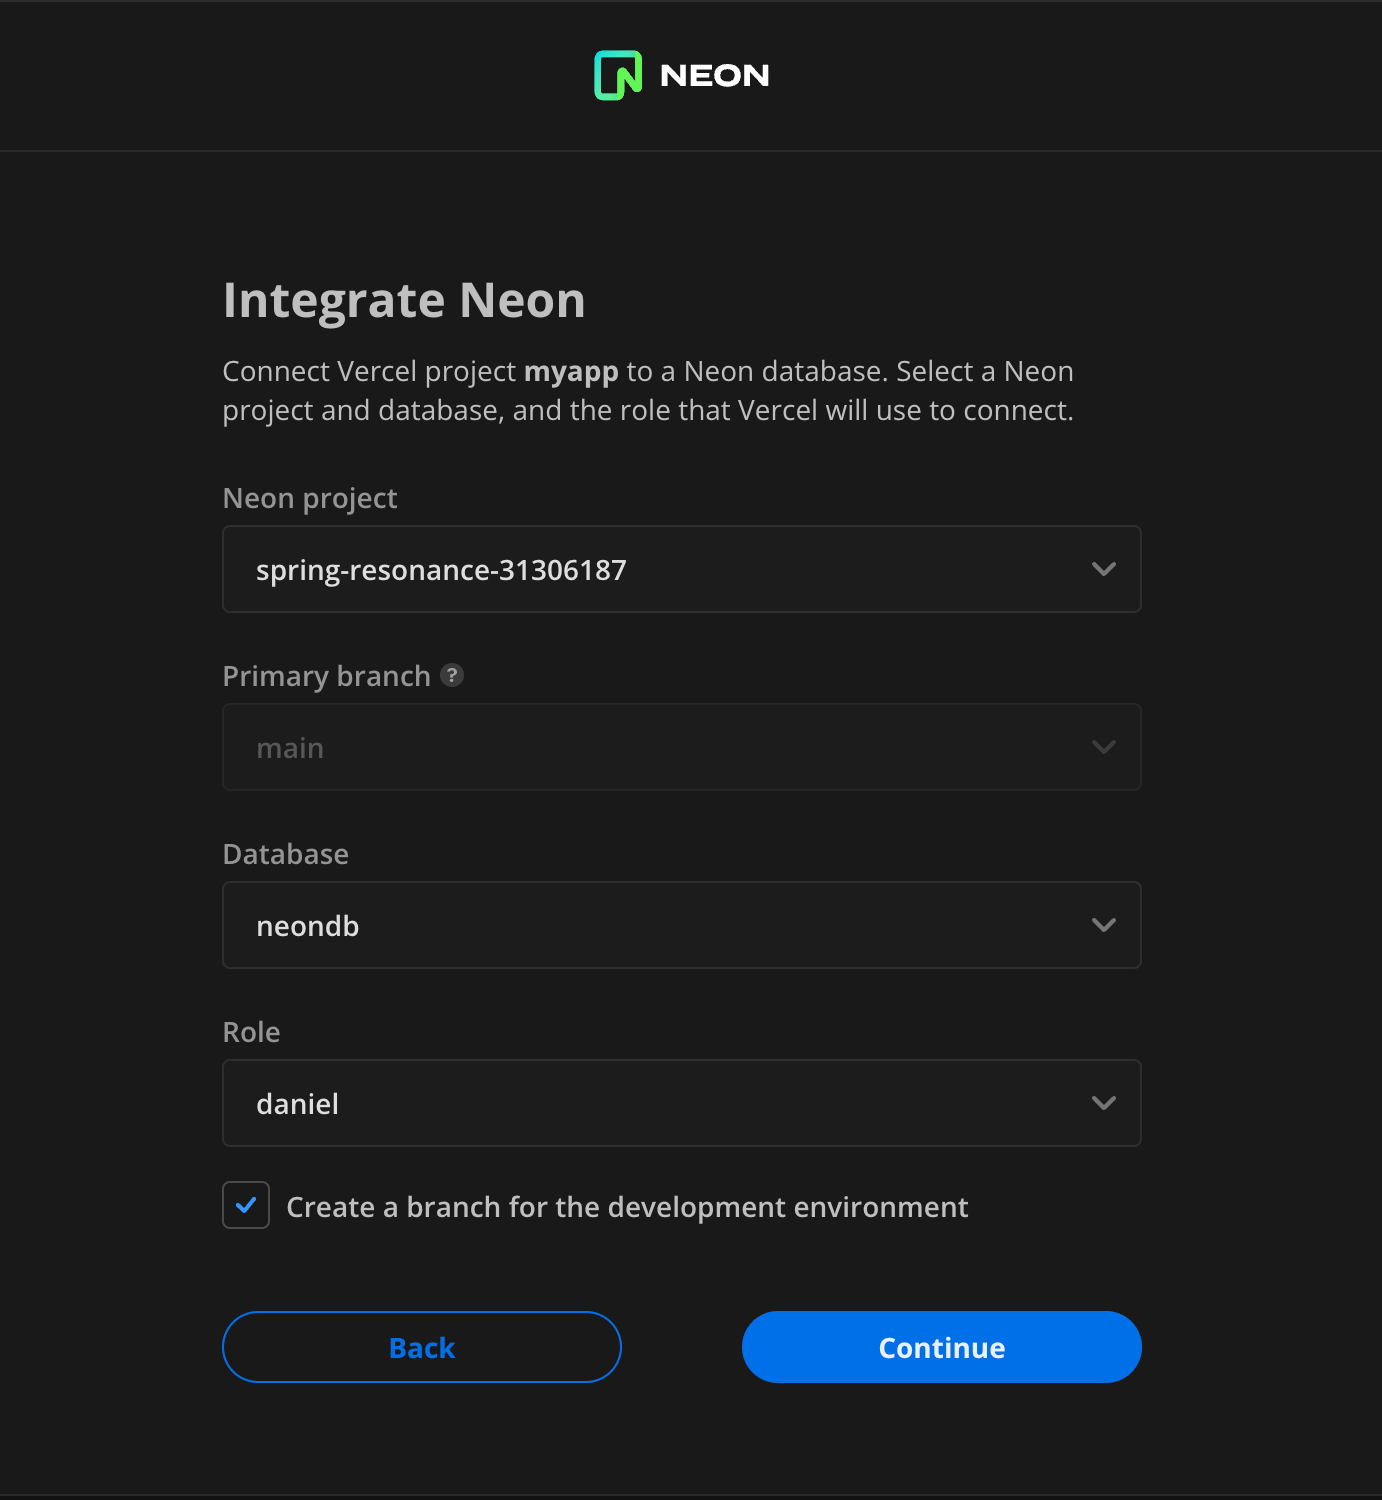 NEON
Integrate Neon
Connect Vercel project myapp to a Neon database. Select a Neon
project and database, and the role that Vercel will use to connect.
Neon project
spring-resonance-31306187
Primary branch ?
main
Database
neondb
Role
daniel
Create a branch for the development environment
Back
Continue